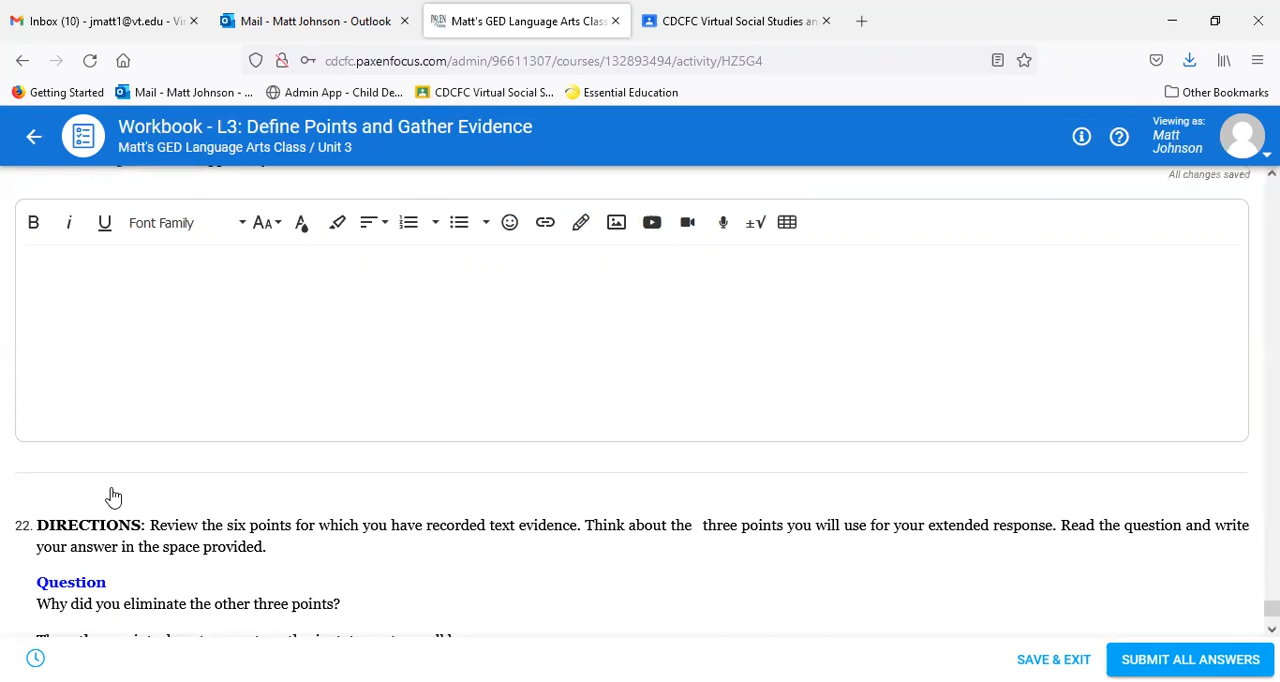 Inbox (10) - jmatt1@vt.edu - Vi
Mail - Matt Johnson - Outlook
Matt's GED Language Arts Class
CDCFC Virtual Social Studies an
cdcfc.paxenfocus.com/admin/96611307/courses/132893494/activity/HZ5G4
Getting Started
Mail - Matt Johnson - ...
Admin App - Child De...
CDCFC Virtual Social S...
Essential Education
Other Bookmarks
Workbook - L3: Define Points and Gather Evidence
Matt's GED Language Arts Class / Unit 3
Viewing as:
Matt
Johnson
All changes saved
B i U Font Family AA A ±√
22. DIRECTIONS: Review the six points for which you have recorded text evidence. Think about the three points you will use for your extended response. Read the question and write
your answer in the space provided.
Question
Why did you eliminate the other three points?
SAVE & EXIT
SUBMIT ALL ANSWERS